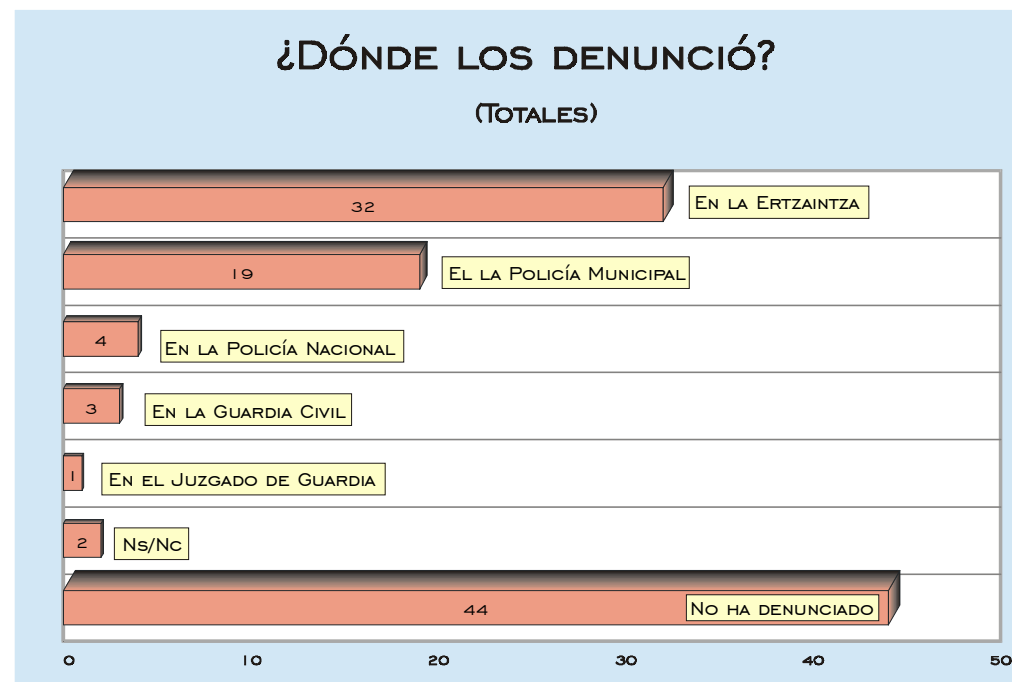 ¿Dónde los denunció?
(Totales)
32 En la Ertzaintza
19 El la Policía Municipal
4 En la Policía Nacional
3 En la Guardia Civil
1 En el Juzgado de Guardia
2 Ns/Nc
44 No ha denunciado
0 10 20 30 40 50